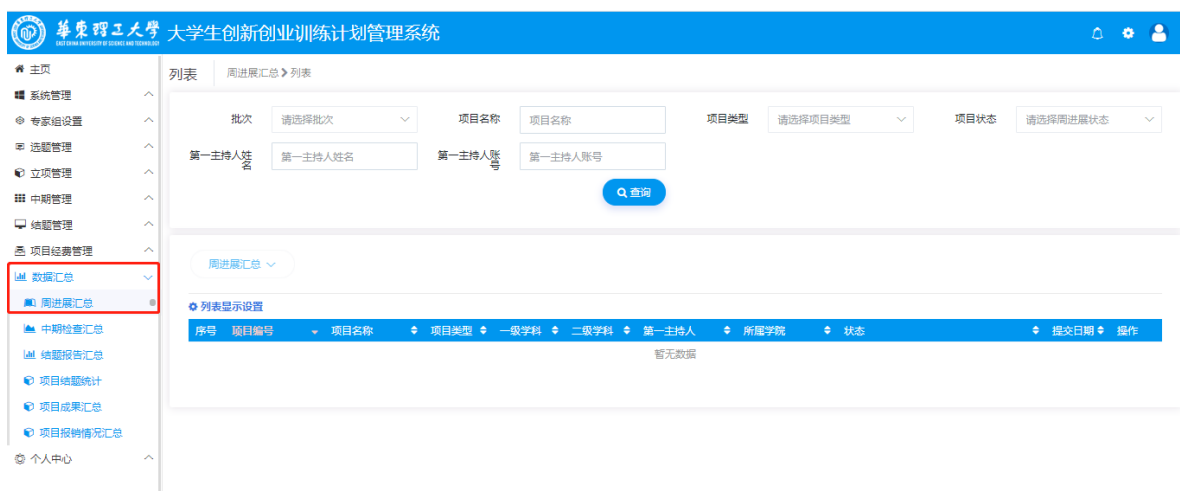 華東理工大學 大学生创新创业训练计划管理系统
EAST CHINA UNIVERSITY OF SCIENCE AND TECHNOLOGY
主页
系统管理
专家组设置
选题管理
立项管理
中期管理
结题管理
项目经费管理
数据汇总
周进展汇总
中期检查汇总
结题报告汇总
项目结题统计
项目成果汇总
项目报销情况汇总
个人中心
列表 周进展汇总 列表
批次 请选择批次 项目名称 项目名称 项目类型 请选择项目类型 项目状态 请选择周进展状态
第一主持人姓名 第一主持人姓名 第一主持人账号 第一主持人账号
查询
周进展汇总
列表显示设置
序号 项目编号 项目名称 项目类型 一级学科 二级学科 第一主持人 所属学院 状态 提交日期 操作
暂无数据